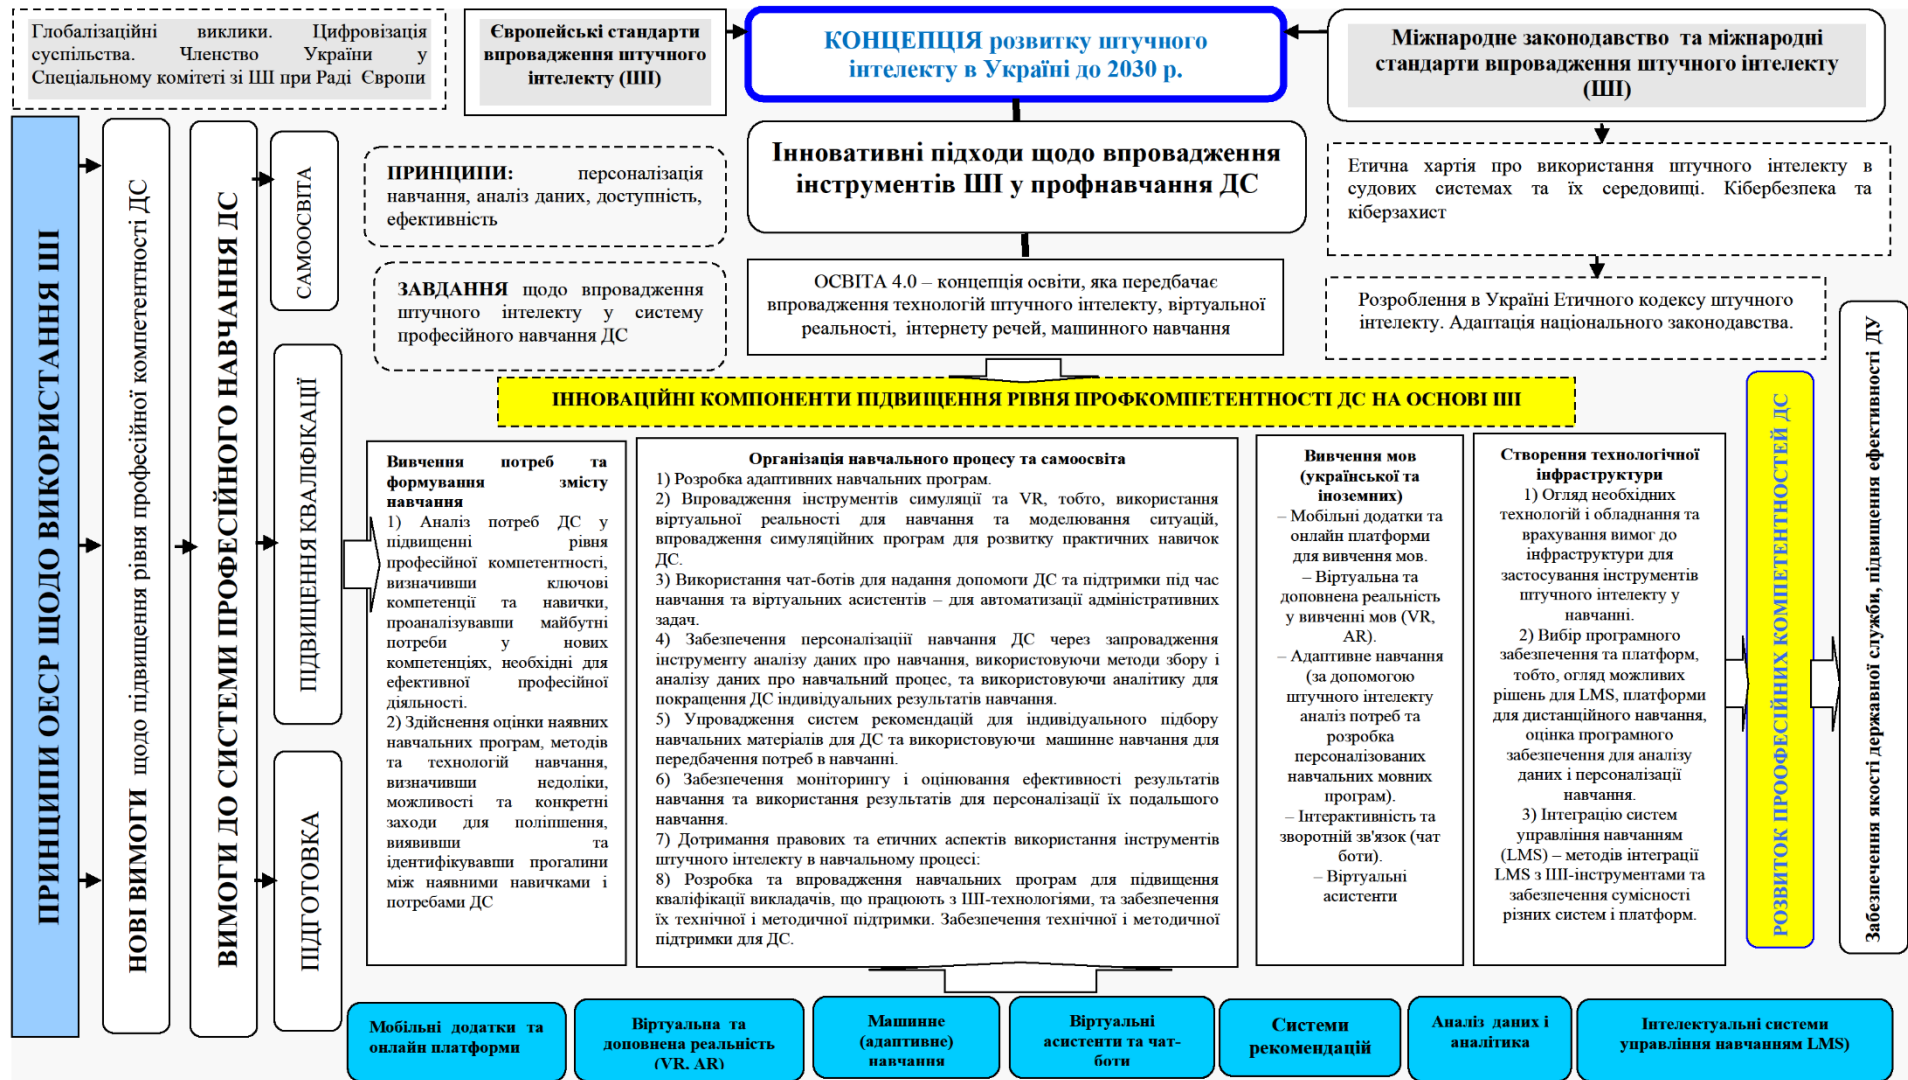 Глобалізаційні виклики. Цифровізація
суспільства. Членство України у
Спеціальному комітеті зі ШІ при Раді Європи
Європейські стандарти
впровадження штучного
інтелекту (ШІ)
КОНЦЕПЦІЯ розвитку штучного
інтелекту в Україні до 2030 р.
Міжнародне законодавство та міжнародні
стандарти впровадження штучного інтелекту
(ШІ)
ПРИНЦИПИ ОЕСР ЩОДО ВИКОРИСТАННЯ ШІ
НОВІ ВИМОГИ щодо підвищення рівня професійної компетентності ДС
ВИМОГИ ДО СИСТЕМИ ПРОФЕСІЙНОГО НАВЧАННЯ ДС
САМООСВІТА
ПІДВИЩЕННЯ КВАЛІФІКАЦІЇ
ПІДГОТОВКА
ПРИНЦИПИ: персоналізація
навчання, аналіз даних, доступність,
ефективність
ЗАВДАННЯ щодо впровадження
штучного інтелекту у систему
професійного навчання ДС
Інновативні підходи щодо впровадження
інструментів ШІ у профнавчання ДС
ОСВІТА 4.0 – концепція освіти, яка передбачає
впровадження технологій штучного інтелекту, віртуальної
реальності, інтернету речей, машинного навчання
Етична хартія про використання штучного інтелекту в
судових системах та їх середовищі. Кібербезпека та
кіберзахист
Розроблення в Україні Етичного кодексу штучного
інтелекту. Адаптація національного законодавства.
ІННОВАЦІЙНІ КОМПОНЕНТИ ПІДВИЩЕННЯ РІВНЯ ПРОФКОМПЕТЕНТНОСТІ ДС НА ОСНОВІ ШІ
Вивчення потреб та
формування змісту
навчання
1) Аналіз потреб ДС у
підвищенні рівня
професійної компетентності,
визначивши ключові
компетенції та навички,
проаналізувавши майбутні
потреби у нових
компетенціях, необхідні для
ефективної професійної
діяльності.
2) Здійснення оцінки наявних
навчальних програм, методів
та технологій навчання,
визначивши недоліки,
можливості та конкретні
заходи для поліпшення,
виявивши та
ідентифікувавши прогалини
між наявними навичками і
потребами ДС
Організація навчального процесу та самоосвіта
1) Розробка адаптивних навчальних програм.
2) Впровадження інструментів симуляції та VR, тобто, використання
віртуальної реальності для навчання та моделювання ситуацій,
впровадження симуляційних програм для розвитку практичних навичок
ДС.
3) Використання чат-ботів для надання допомоги ДС та підтримки під час
навчання та віртуальних асистентів – для автоматизації адміністративних
задач.
4) Забезпечення персоналізаціїї навчання ДС через запровадження
інструменту аналізу даних про навчання, використовуючи методи збору і
аналізу даних про навчальний процес, та використовуючи аналітику для
покращення ДС індивідуальних результатів навчання.
5) Упровадження систем рекомендацій для індивідуального підбору
навчальних матеріалів для ДС та використовуючи машинне навчання для
передбачення потреб в навчанні.
6) Забезпечення моніторингу і оцінювання ефективності результатів
навчання та використання результатів для персоналізації їх подальшого
навчання.
7) Дотримання правових та етичних аспектів використання інструментів
штучного інтелекту в навчальному процесі:
8) Розробка та впровадження навчальних програм для підвищення
кваліфікації викладачів, що працюють з ШІ-технологіями, та забезпечення
їх технічної і методичної підтримки. Забезпечення технічної і методичної
підтримки для ДС.
Вивчення мов
(української та
іноземних)
– Мобільні додатки та
онлайн платформи
для вивчення мов.
– Віртуальна та
доповнена реальність
у вивченні мов (VR,
AR).
– Адаптивне навчання
(за допомогою
штучного інтелекту
аналіз потреб та
розробка
персоналізованих
навчальних мовних
програм).
– Інтерактивність та
зворотній зв'язок (чат
боти).
– Віртуальні
асистенти
Створення технологічної
інфраструктури
1) Огляд необхідних
технологій і обладнання та
врахування вимог до
інфраструктури для
застосування інструментів
штучного інтелекту у
навчанні.
2) Вибір програмного
забезпечення та платформ,
тобто, огляд можливих
рішень для LMS, платформи
для дистанційного навчання,
оцінка програмного
забезпечення для аналізу
даних і персоналізації
навчання.
3) Інтеграцію систем
управління навчанням
(LMS) – методів інтеграції
LMS з ШІ-інструментами та
забезпечення сумісності
різних систем і платформ.
РОЗВИТОК ПРООФЕСІЙНИХ КОМПЕТЕНТНОСТЕЙ ДС
Забезпечення якості державної служби, підвищення ефективності ДУ
Мобільні додатки та
онлайн платформи
Віртуальна та
доповнена реальність
(VR, AR)
Машинне
(адаптивне)
навчання
Віртуальні
асистенти та чат-
боти
Системи
рекомендацій
Аналіз даних і
аналітика
Інтелектуальні системи
управління навчанням LMS)